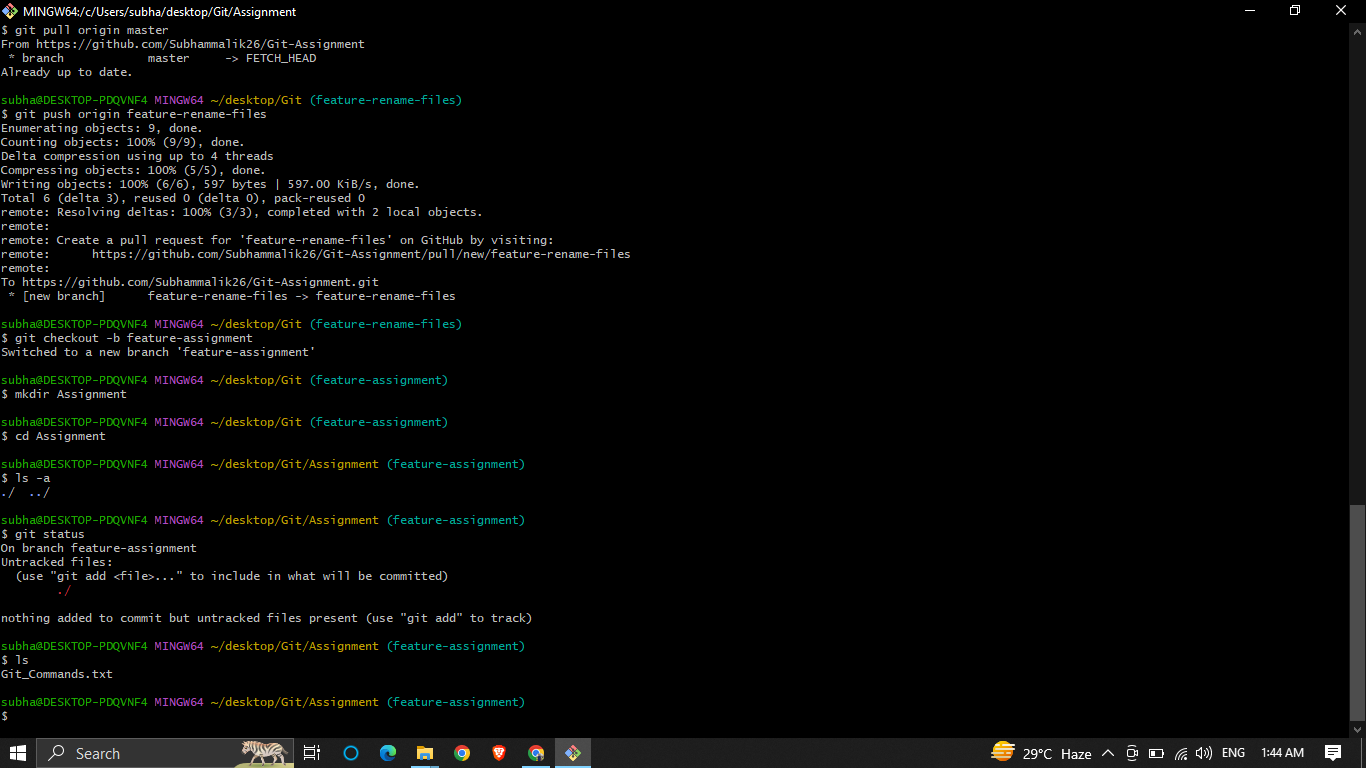 MINGW64:/c/Users/subha/desktop/Git/Assignment
$ git pull origin master
From https://github.com/Subhammalik26/Git-Assignment
 * branch            master     -> FETCH_HEAD
Already up to date.
subha@DESKTOP-PDQVNF4 MINGW64 ~/desktop/Git (feature-rename-files)
$ git push origin feature-rename-files
Enumerating objects: 9, done.
Counting objects: 100% (9/9), done.
Delta compression using up to 4 threads
Compressing objects: 100% (5/5), done.
Writing objects: 100% (6/6), 597 bytes | 597.00 KiB/s, done.
Total 6 (delta 3), reused 0 (delta 0), pack-reused 0
remote: Resolving deltas: 100% (3/3), completed with 2 local objects.
remote:
remote: Create a pull request for 'feature-rename-files' on GitHub by visiting:
remote:      https://github.com/Subhammalik26/Git-Assignment/pull/new/feature-rename-files
remote:
To https://github.com/Subhammalik26/Git-Assignment.git
 * [new branch]      feature-rename-files -> feature-rename-files
subha@DESKTOP-PDQVNF4 MINGW64 ~/desktop/Git (feature-rename-files)
$ git checkout -b feature-assignment
Switched to a new branch 'feature-assignment'
subha@DESKTOP-PDQVNF4 MINGW64 ~/desktop/Git (feature-assignment)
$ mkdir Assignment
subha@DESKTOP-PDQVNF4 MINGW64 ~/desktop/Git (feature-assignment)
$ cd Assignment
subha@DESKTOP-PDQVNF4 MINGW64 ~/desktop/Git/Assignment (feature-assignment)
$ ls -a
./  ../
subha@DESKTOP-PDQVNF4 MINGW64 ~/desktop/Git/Assignment (feature-assignment)
$ git status
On branch feature-assignment
Untracked files:
  (use "git add <file>..." to include in what will be committed)
        ./
nothing added to commit but untracked files present (use "git add" to track)
subha@DESKTOP-PDQVNF4 MINGW64 ~/desktop/Git/Assignment (feature-assignment)
$ ls
Git_Commands.txt
subha@DESKTOP-PDQVNF4 MINGW64 ~/desktop/Git/Assignment (feature-assignment)
$
Search
29°C Haze
ENG
1:44 AM